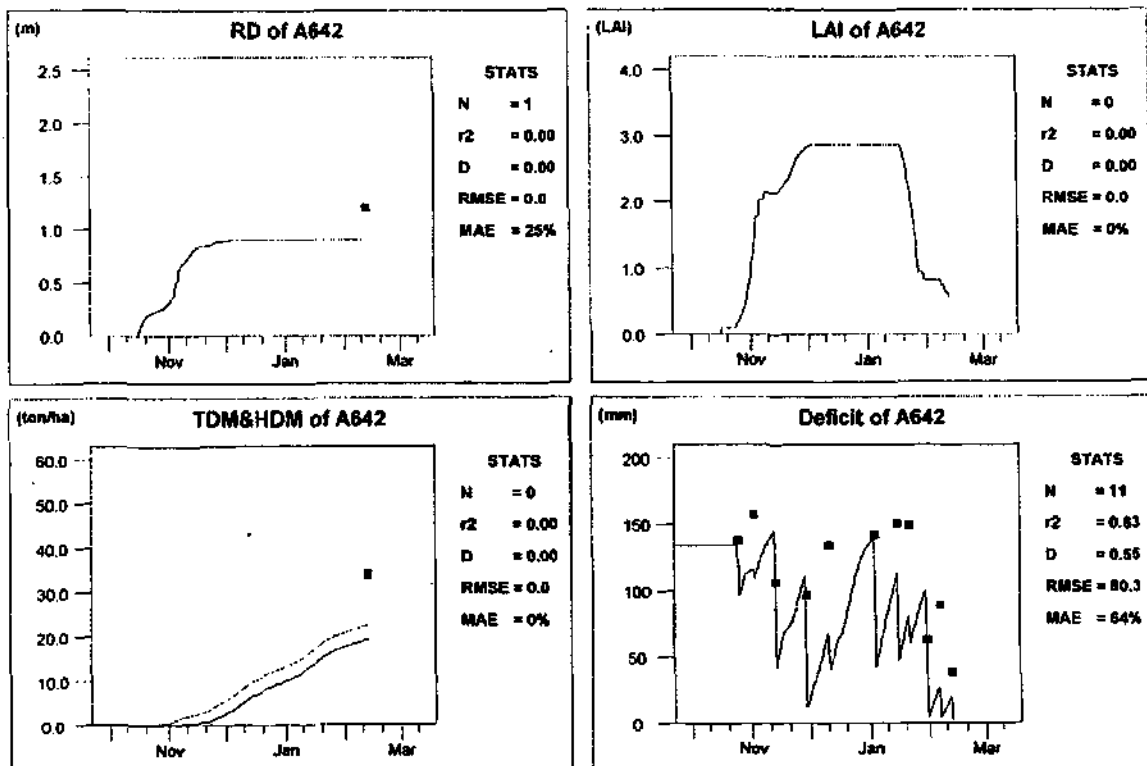 (m) RD of A642
2.5
2.0
1.5
1.0
0.5
0.0
Nov Jan Mar
STATS
N = 1
r2 = 0.00
D = 0.00
RMSE = 0.0
MAE = 25%
(LAI) LAI of A642
4.0
3.0
2.0
1.0
0.0
Nov Jan Mar
STATS
N = 0
r2 = 0.00
D = 0.00
RMSE = 0.0
MAE = 0%
(ton/ha) TDM&HDM of A642
60.0
50.0
40.0
30.0
20.0
10.0
0.0
Nov Jan Mar
STATS
N = 0
r2 = 0.00
D = 0.00
RMSE = 0.0
MAE = 0%
(mm) Deficit of A642
200
150
100
50
0
Nov Jan Mar
STATS
N = 11
r2 = 0.63
D = 0.55
RMSE = 80.3
MAE = 64%